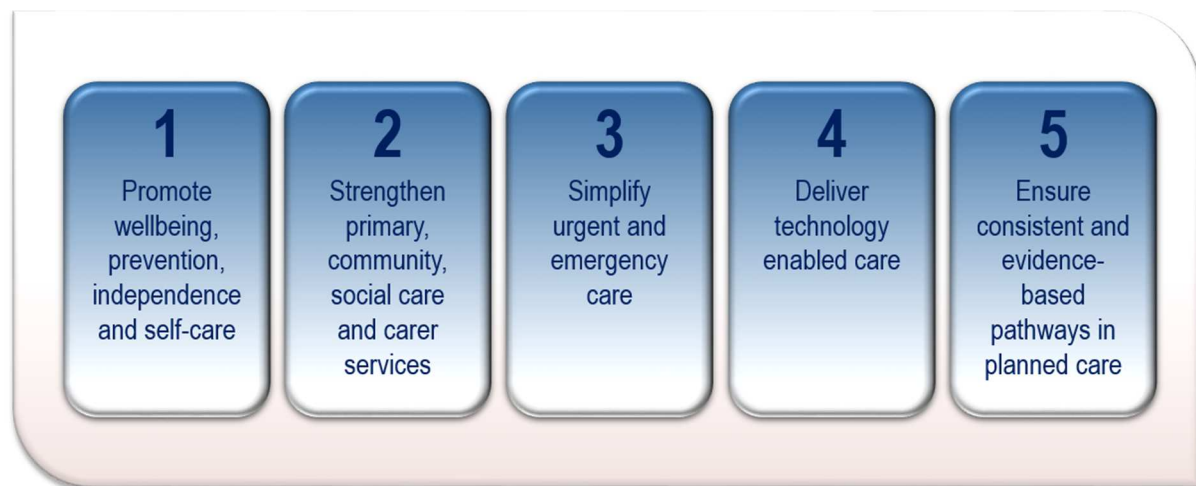 1
Promote
wellbeing,
prevention,
independence
and self-care
2
Strengthen
primary,
community,
social care
and carer
services
3
Simplify
urgent and
emergency
care
4
Deliver
technology
enabled care
5
Ensure
consistent and
evidence-
based
pathways in
planned care